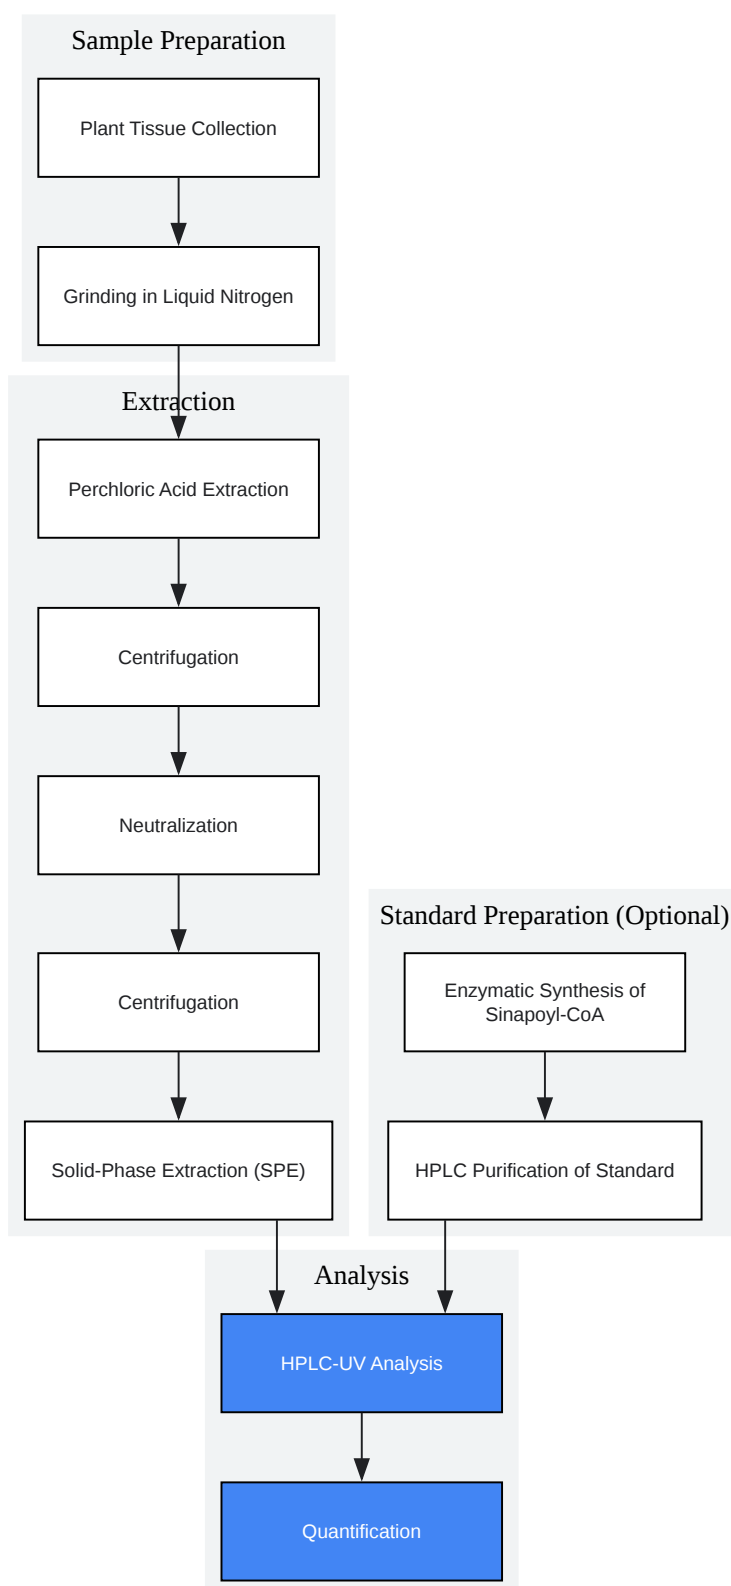 Sample Preparation
Plant Tissue Collection
Grinding in Liquid Nitrogen
Extraction
Perchloric Acid Extraction
Centrifugation
Neutralization
Centrifugation
Solid-Phase Extraction (SPE)
Standard Preparation (Optional)
Enzymatic Synthesis of
Sinapoyl-CoA
HPLC Purification of Standard
Analysis
HPLC-UV Analysis
Quantification